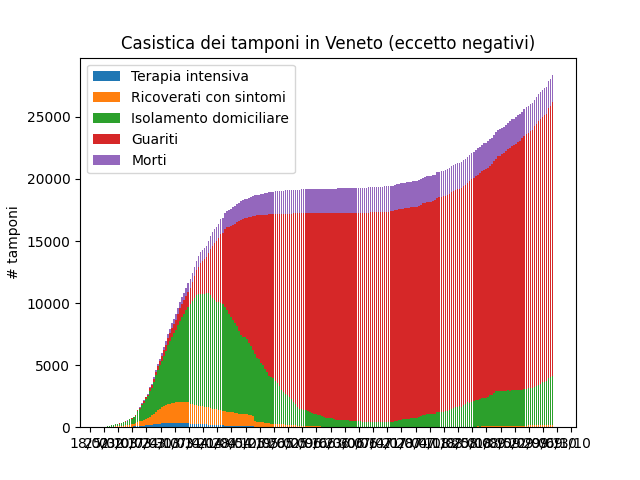 Casistica dei tamponi in Veneto (eccetto negativi)
Terapia intensiva
Ricoverati con sintomi
Isolamento domiciliare
Guariti
Morti
# tamponi
25000
20000
15000
10000
5000
0